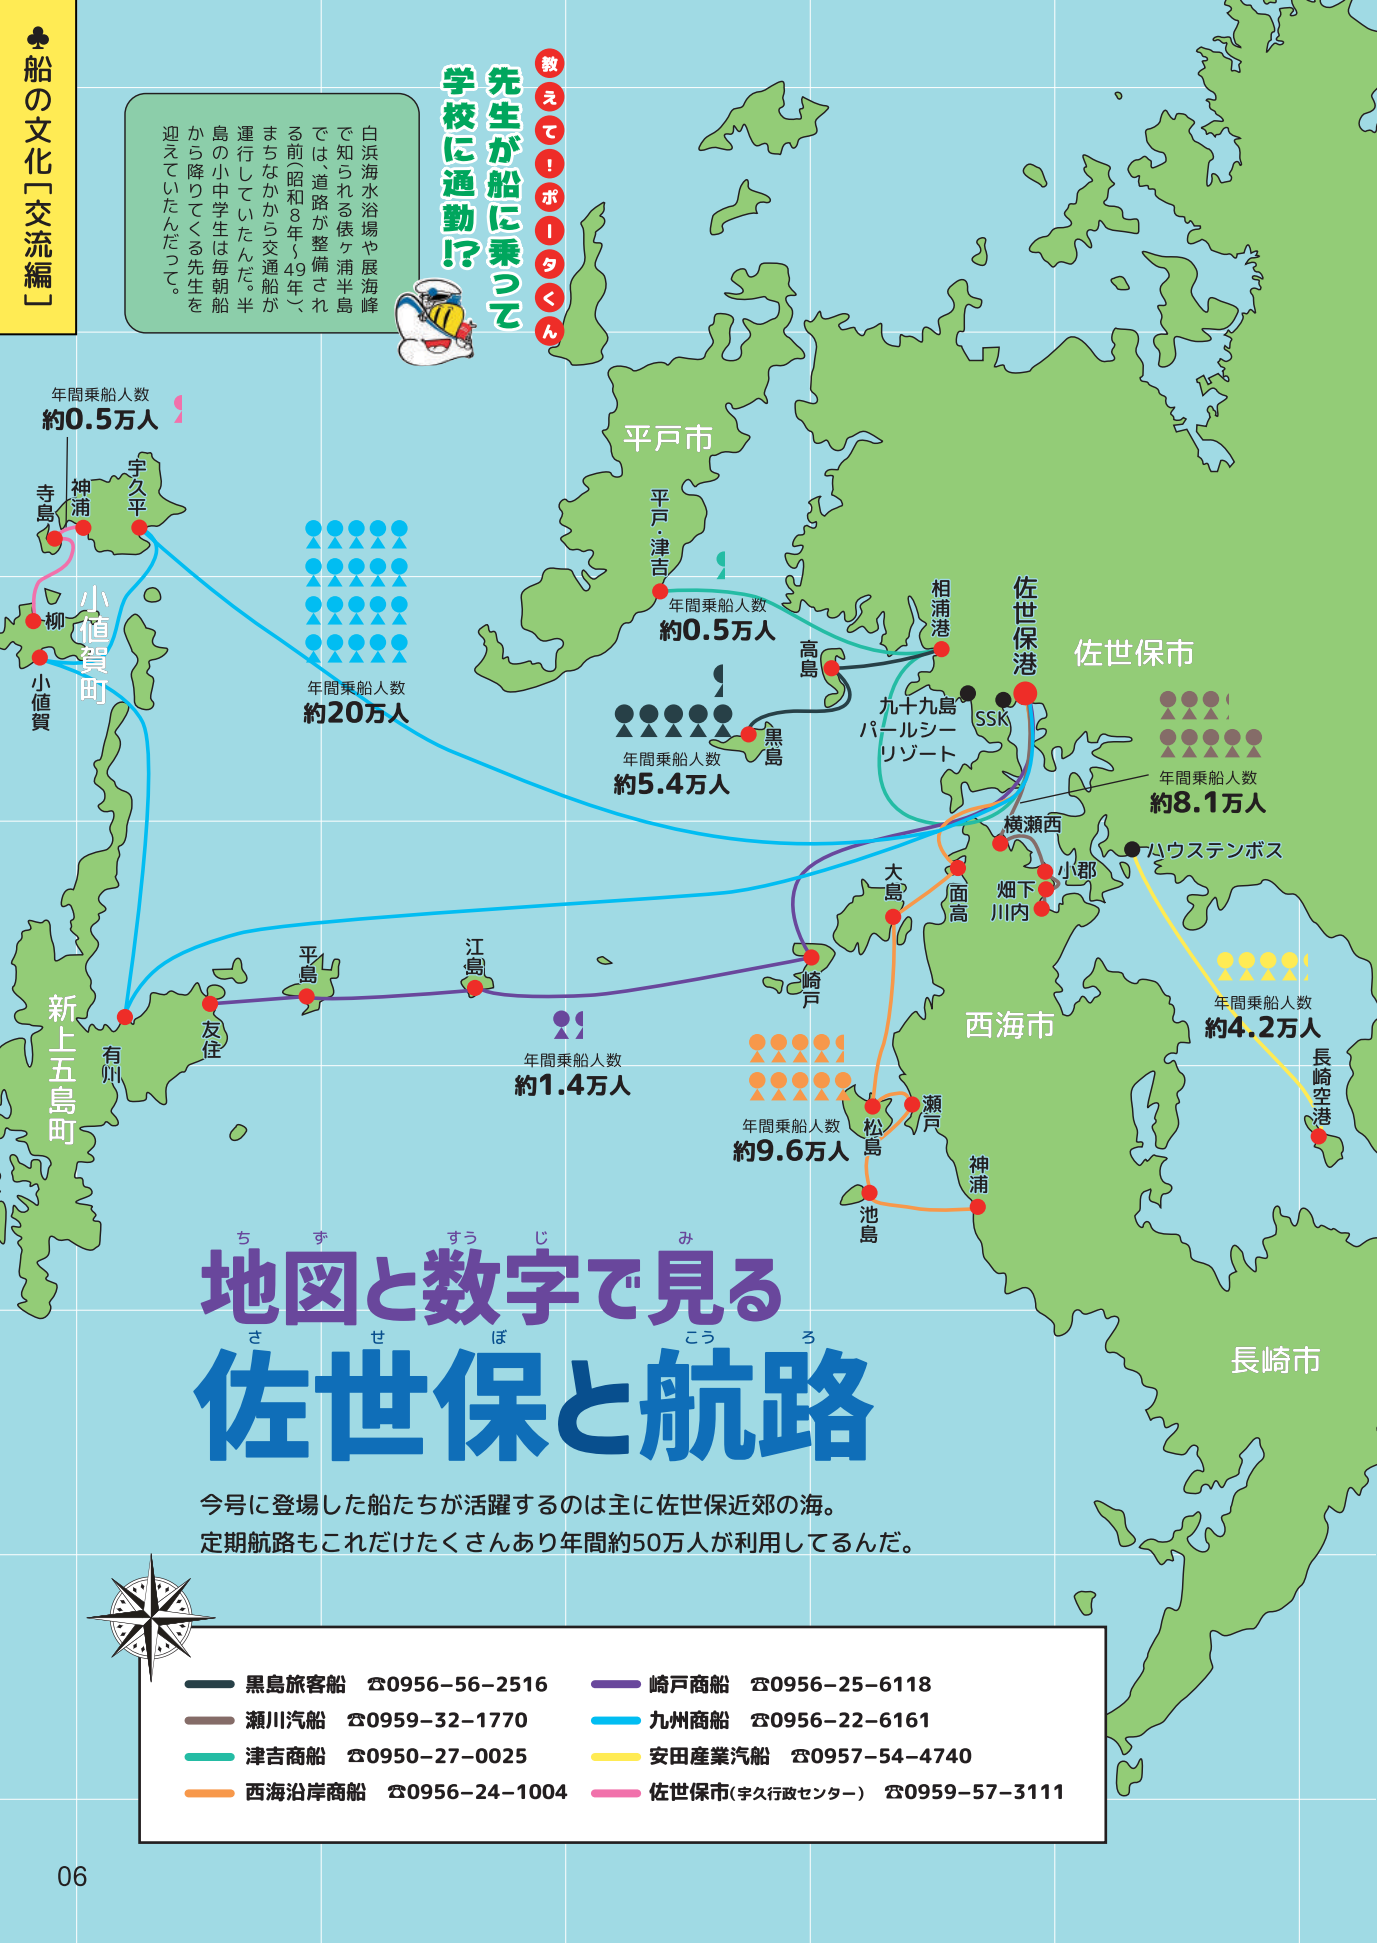 ♣船の文化［交流編］
教えて！ポータくん
先生が船に乗って
学校に通勤!?
白浜海水浴場や展海峰
で知られる俵ヶ浦半島
では、道路が整備され
る前（昭和８年〜49年）、
まちなかから交通船が
運行していたんだ。半
島の小中学生は毎朝船
から降りてくる先生を
迎えていたんだって。
年間乗船人数
約0.5万人
寺島
神浦
宇久平
柳
小値賀町
小値賀
年間乗船人数
約20万人
平戸市
平戸・津吉
年間乗船人数
約0.5万人
高島
相浦港
佐世保港
佐世保市
九十九島
パールシー
リゾート
SSK
黒島
年間乗船人数
約5.4万人
年間乗船人数
約8.1万人
横瀬西
小郡
畑下
川内
ハウステンボス
大島
面高
崎戸
江島
平島
友住
有川
新上五島町
年間乗船人数
約1.4万人
西海市
年間乗船人数
約4.2万人
長崎空港
年間乗船人数
約9.6万人
松島
瀬戸
神浦
池島
長崎市
ち ず すう じ み
地図と数字で見る
さ せ ぼ こう ろ
佐世保と航路
今号に登場した船たちが活躍するのは主に佐世保近郊の海。
定期航路もこれだけたくさんあり年間約50万人が利用してるんだ。
黒島旅客船 ☎0956−56−2516
瀬川汽船 ☎0959−32−1770
津吉商船 ☎0950−27−0025
西海沿岸商船 ☎0956−24−1004
崎戸商船 ☎0956−25−6118
九州商船 ☎0956−22−6161
安田産業汽船 ☎0957−54−4740
佐世保市（宇久行政センター） ☎0959−57−3111
06